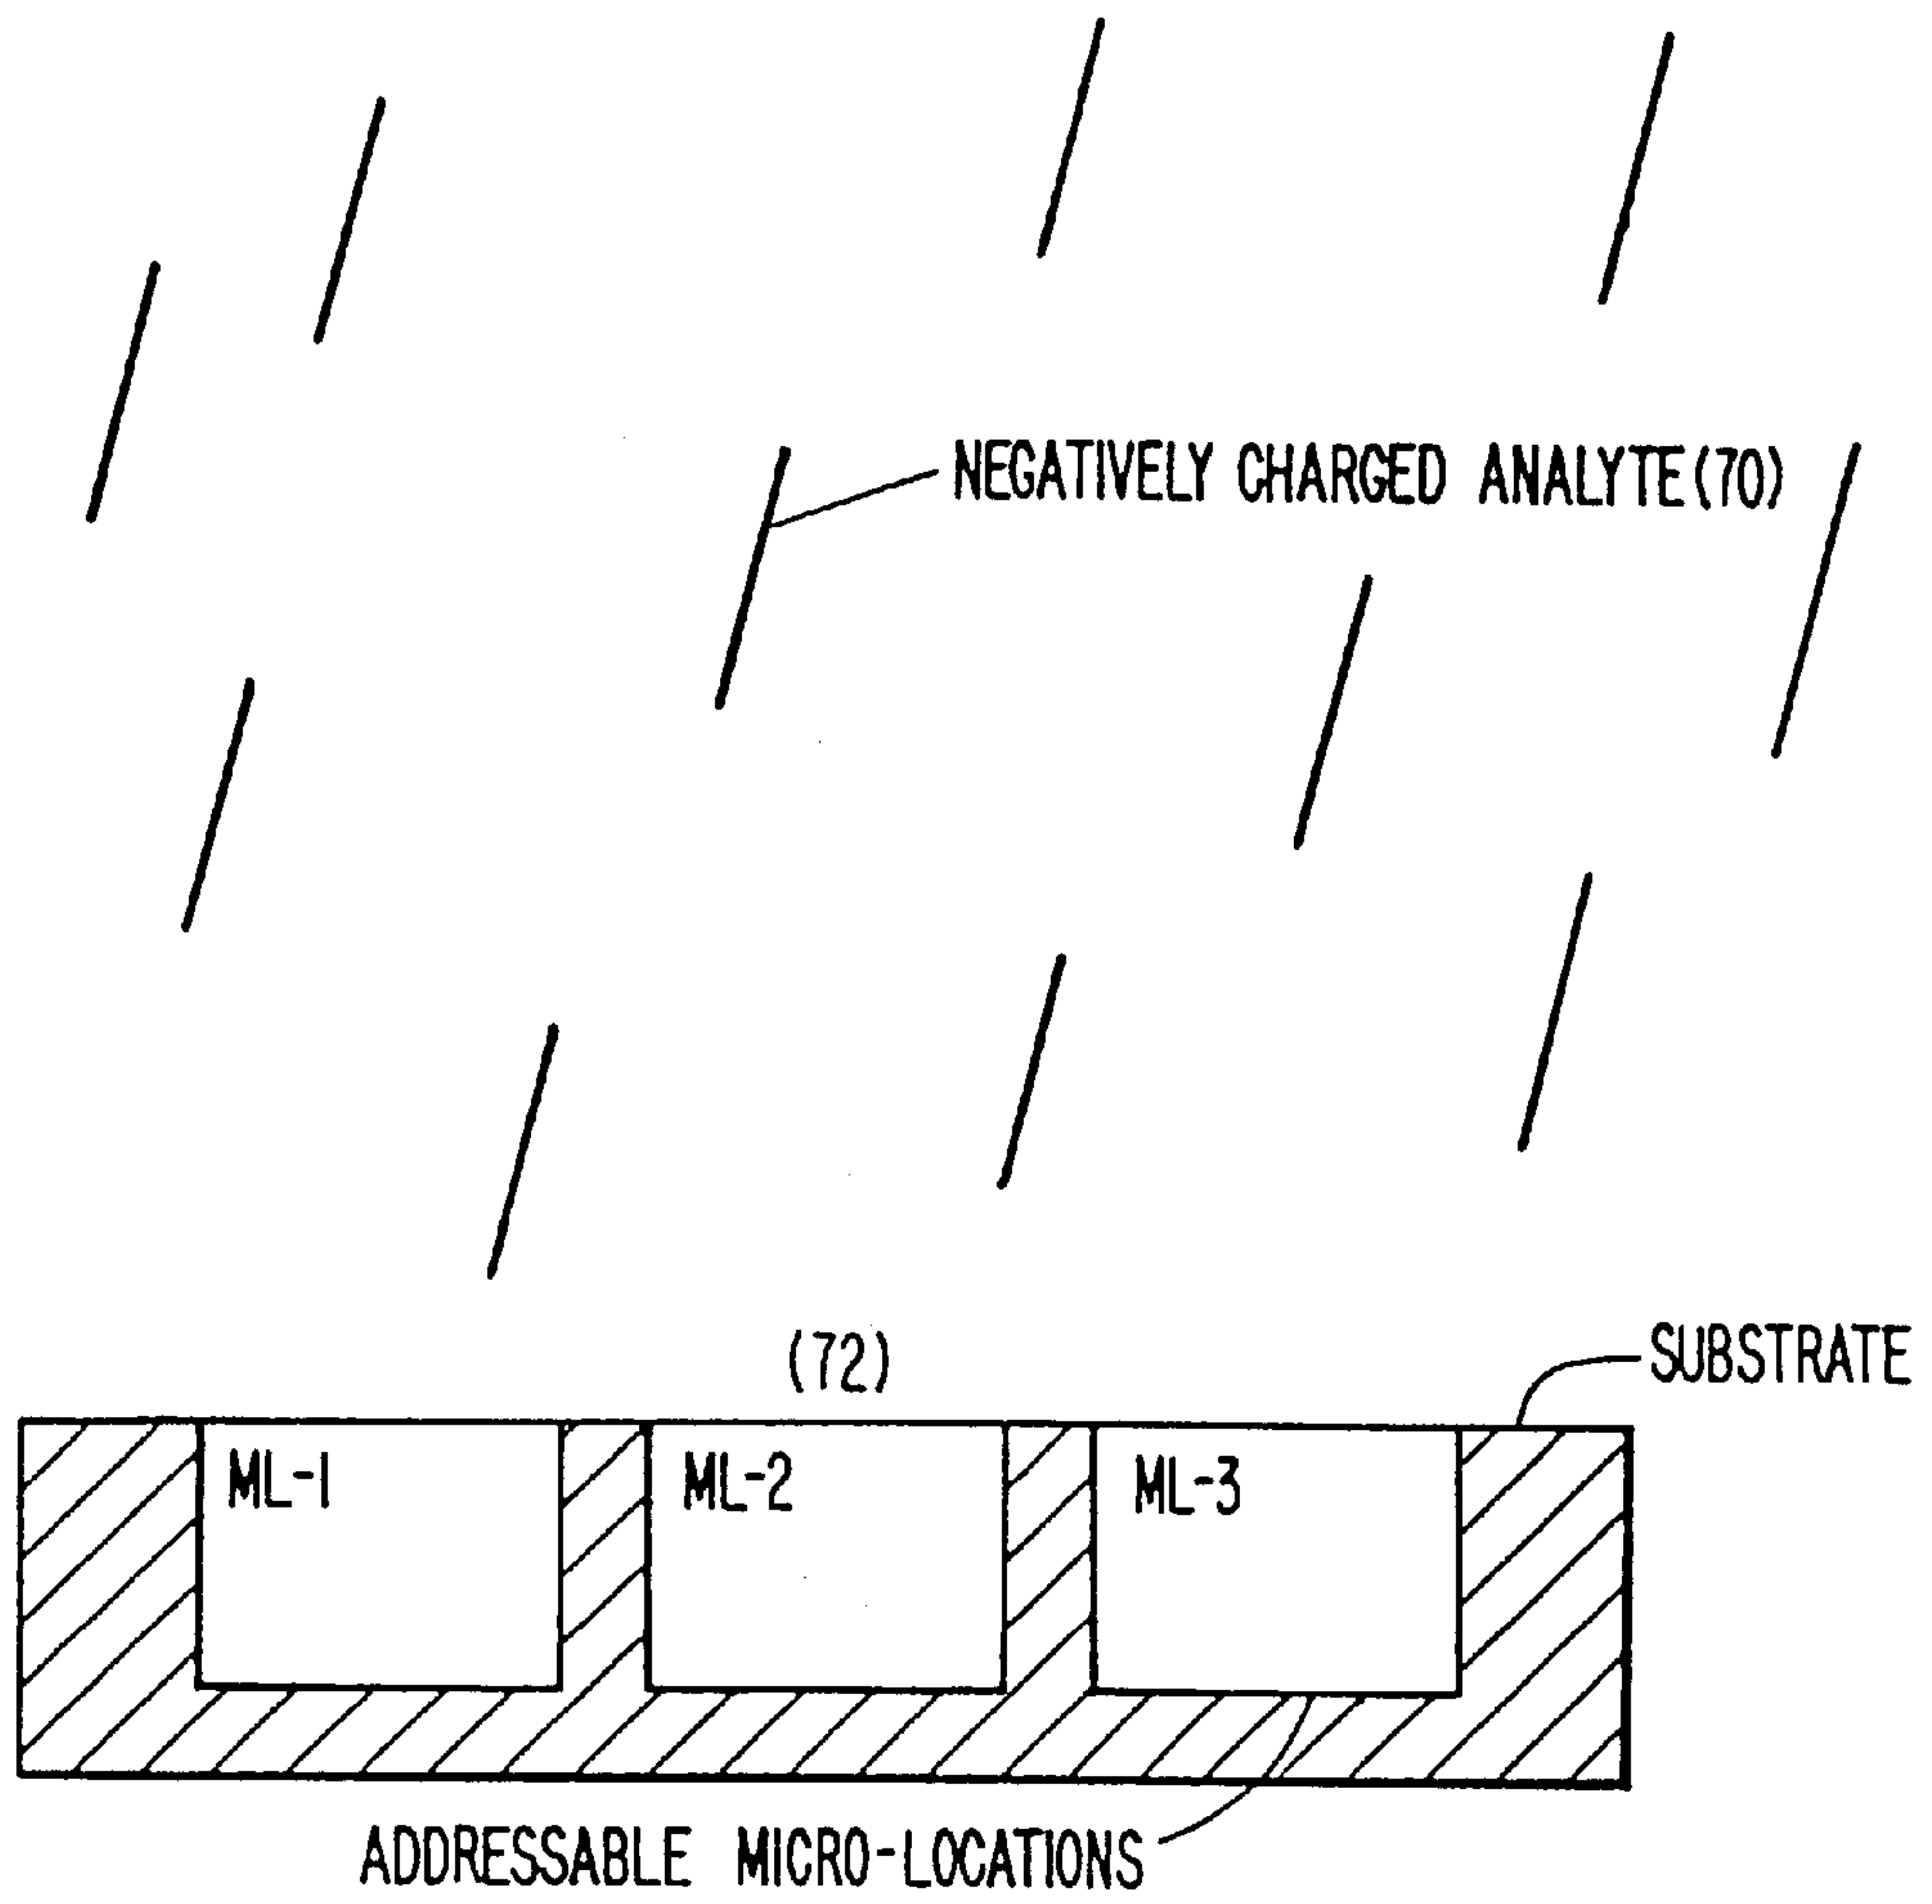 NEGATIVELY CHARGED ANALYTE(70)
(72)
SUBSTRATE
ML-1
ML-2
ML-3
ADDRESSABLE MICRO-LOCATIONS